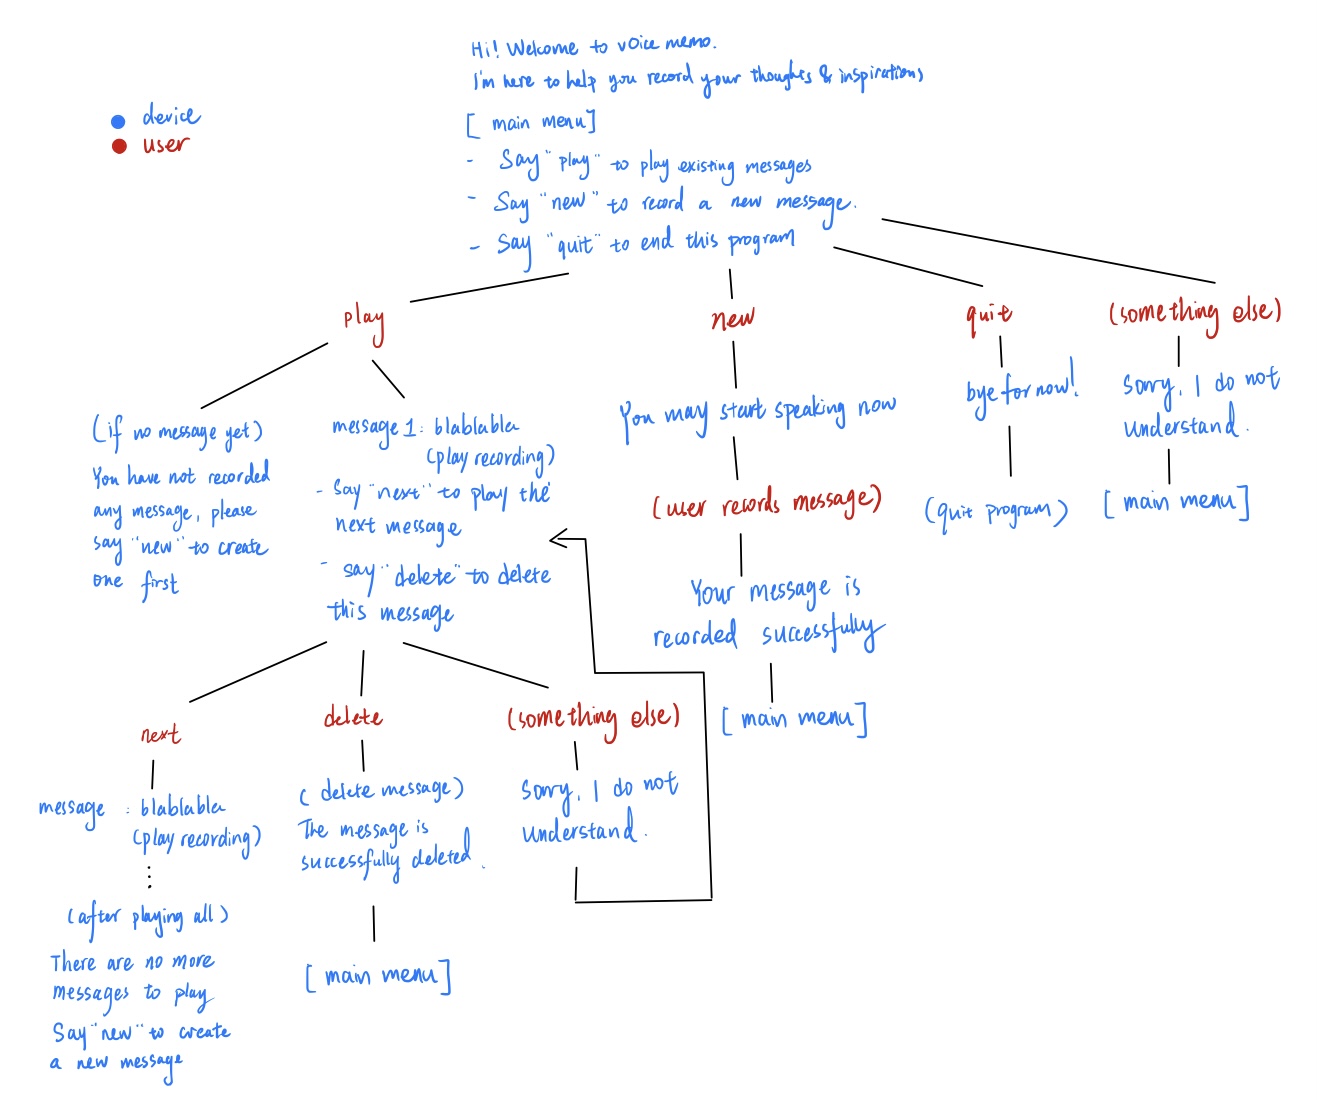 Hi! Welcome to voice memo.
I'm here to help you record your thoughts & inspirations
device
user
[ main menu]
- Say "play" to play existing messages
- Say "new" to record a new message.
- Say "quit" to end this program
play
new
quit
(something else)
(if no message yet)
You have not recorded
any message, please
say "new" to create
one first
message 1: blablabla
(play recording)
- Say "next" to play the
next message
- say "delete" to delete
this message
You may start speaking now
(user records message)
Your message is
recorded successfully
[ main menu]
bye for now!
(quit program)
Sorry, I do not
understand.
[ main menu]
next
message : blablabla
(play recording)
(after playing all)
There are no more
messages to play
Say "new" to create
a new message
delete
( delete message)
The message is
successfully deleted.
[ main menu]
(something else)
Sorry, I do not
understand.